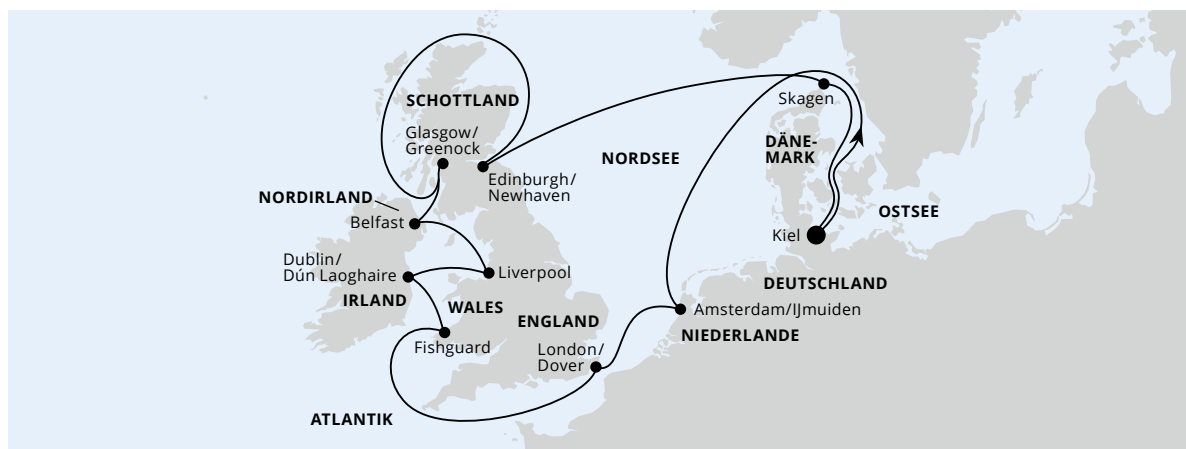 SCHOTTLAND
Glasgow/
Greenock
Edinburgh/
Newhaven
NORDIRLAND
Belfast
Dublin/
Dún Laoghaire
IRLAND
Liverpool
WALES
Fishguard
ENGLAND
London/
Dover
ATLANTIK
NORDSEE
Skagen
DÄNE-
MARK
OSTSEE
Kiel
DEUTSCHLAND
Amsterdam/IJmuiden
NIEDERLANDE